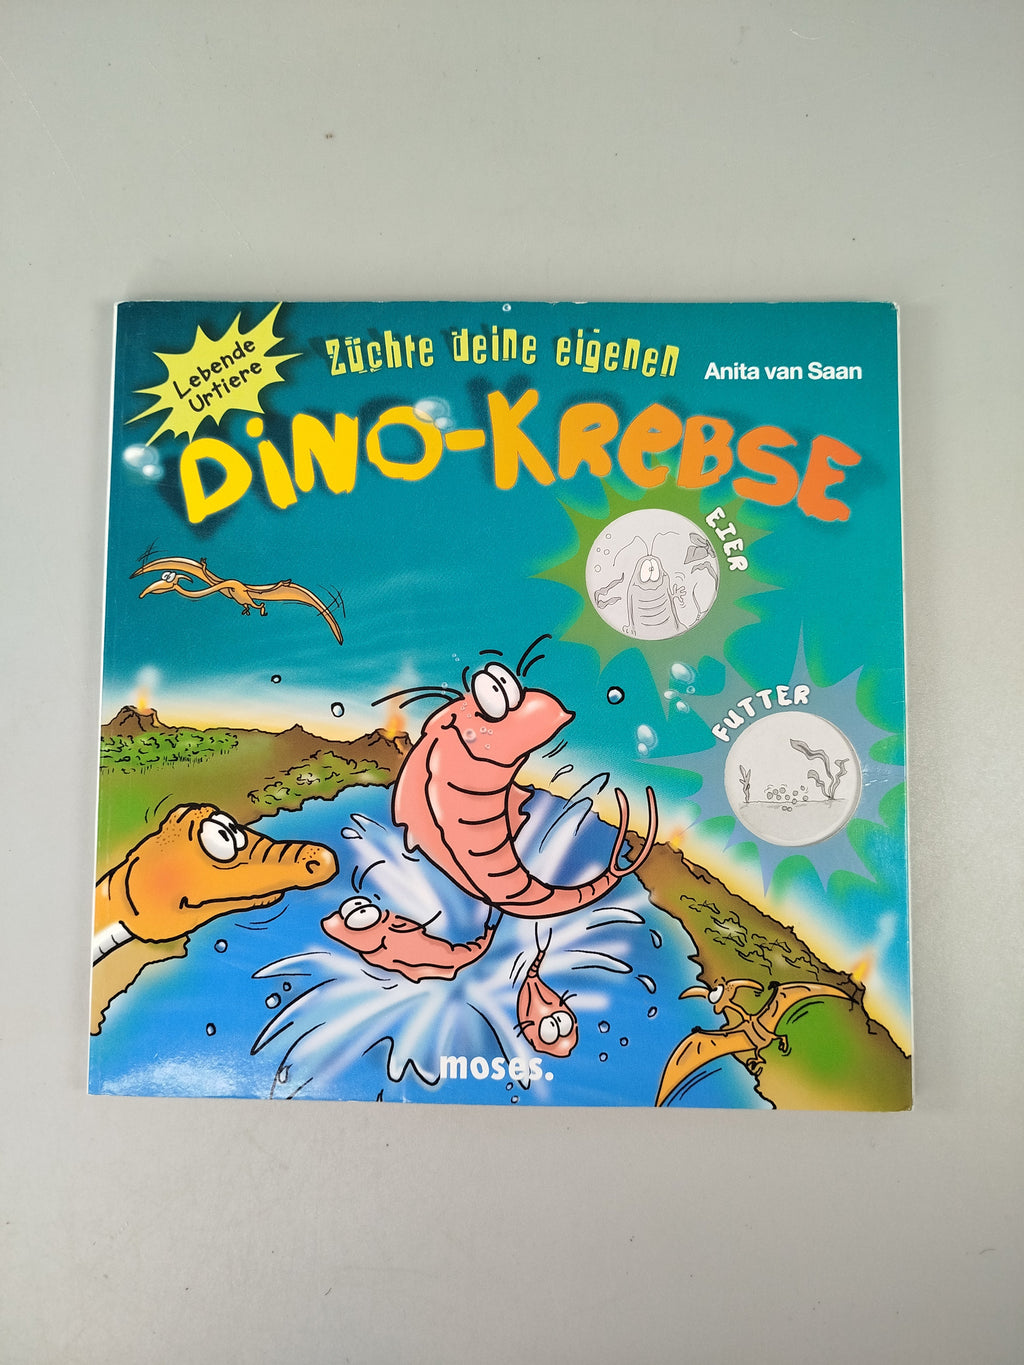 Lebende
Urtiere
Züchte deine eigenen
Anita van Saan
DiNO-KReBSE
EIER
FUTTER
moses.